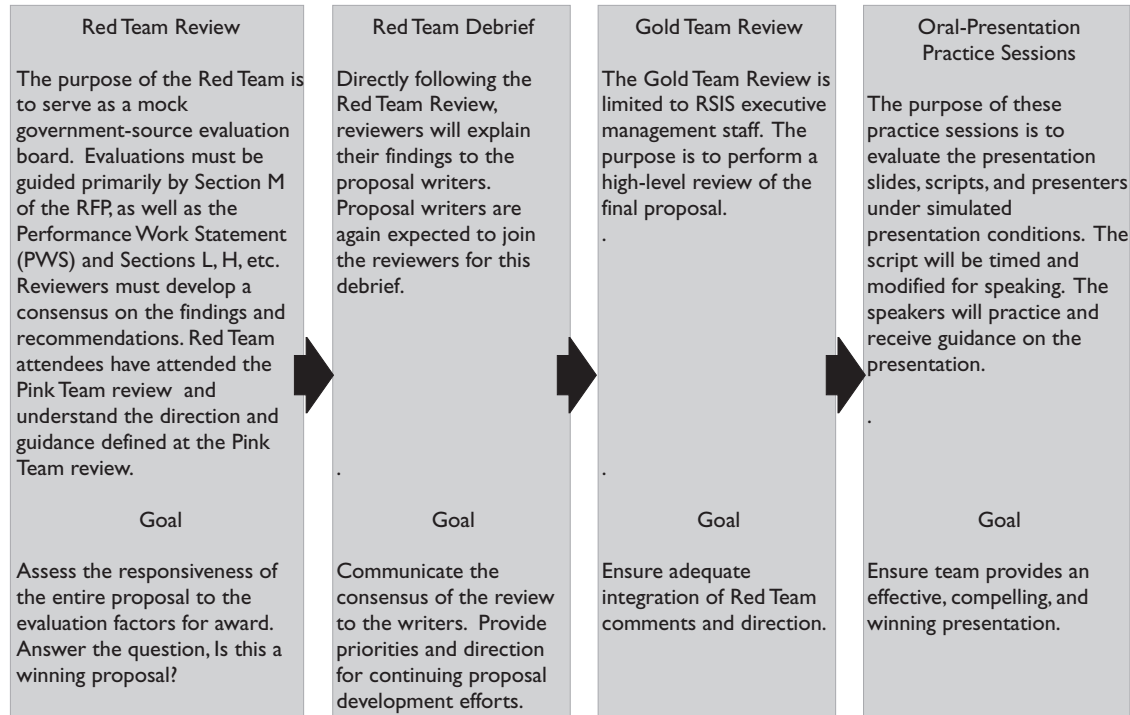 Red Team Review
The purpose of the Red Team is
to serve as a mock
government-source evaluation
board. Evaluations must be
guided primarily by Section M
of the RFP, as well as the
Performance Work Statement
(PWS) and Sections L, H, etc.
Reviewers must develop a
consensus on the findings and
recommendations. Red Team
attendees have attended the
Pink Team review and
understand the direction and
guidance defined at the Pink
Team review.
Goal
Assess the responsiveness of
the entire proposal to the
evaluation factors for award.
Answer the question, Is this a
winning proposal?
Red Team Debrief
Directly following the
Red Team Review,
reviewers will explain
their findings to the
proposal writers.
Proposal writers are
again expected to join
the reviewers for this
debrief.
.
Goal
Communicate the
consensus of the review
to the writers. Provide
priorities and direction
for continuing proposal
development efforts.
Gold Team Review
The Gold Team Review is
limited to RSIS executive
management staff. The
purpose is to perform a
high-level review of the
final proposal.
.
.
Goal
Ensure adequate
integration of Red Team
comments and direction.
Oral-Presentation
Practice Sessions
The purpose of these
practice sessions is to
evaluate the presentation
slides, scripts, and presenters
under simulated
presentation conditions. The
script will be timed and
modified for speaking. The
speakers will practice and
receive guidance on the
presentation.
.
Goal
Ensure team provides an
effective, compelling, and
winning presentation.